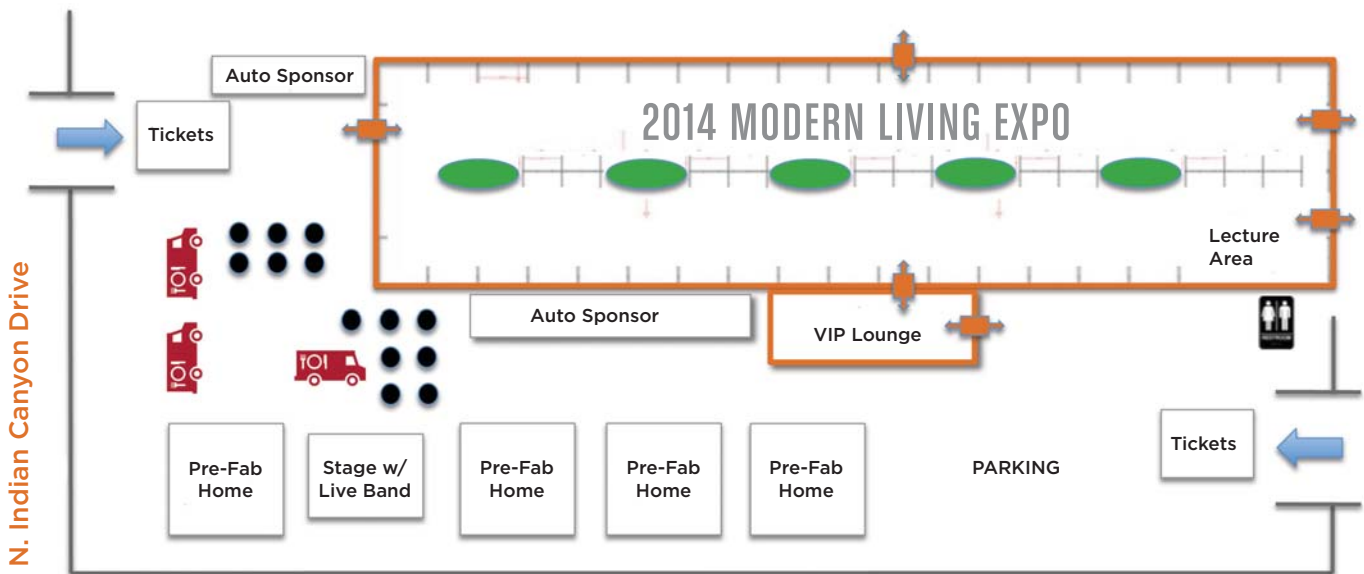 Auto Sponsor
2014 MODERN LIVING EXPO
Tickets
Lecture
Area
N. Indian Canyon Drive
Auto Sponsor
VIP Lounge
RESTROOM
Pre-Fab
Home
Stage w/
Live Band
Pre-Fab
Home
Pre-Fab
Home
Pre-Fab
Home
PARKING
Tickets